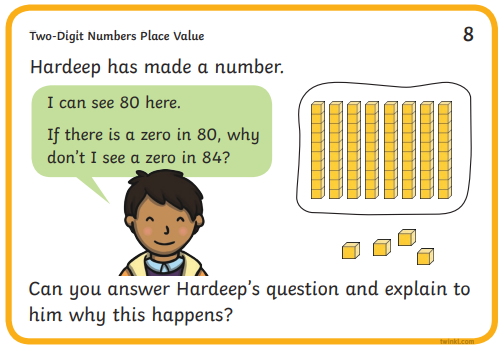 Two-Digit Numbers Place Value
8
Hardeep has made a number.
I can see 80 here.
If there is a zero in 80, why
don't I see a zero in 84?
Can you answer Hardeep's question and explain to
him why this happens?
twinkl.com